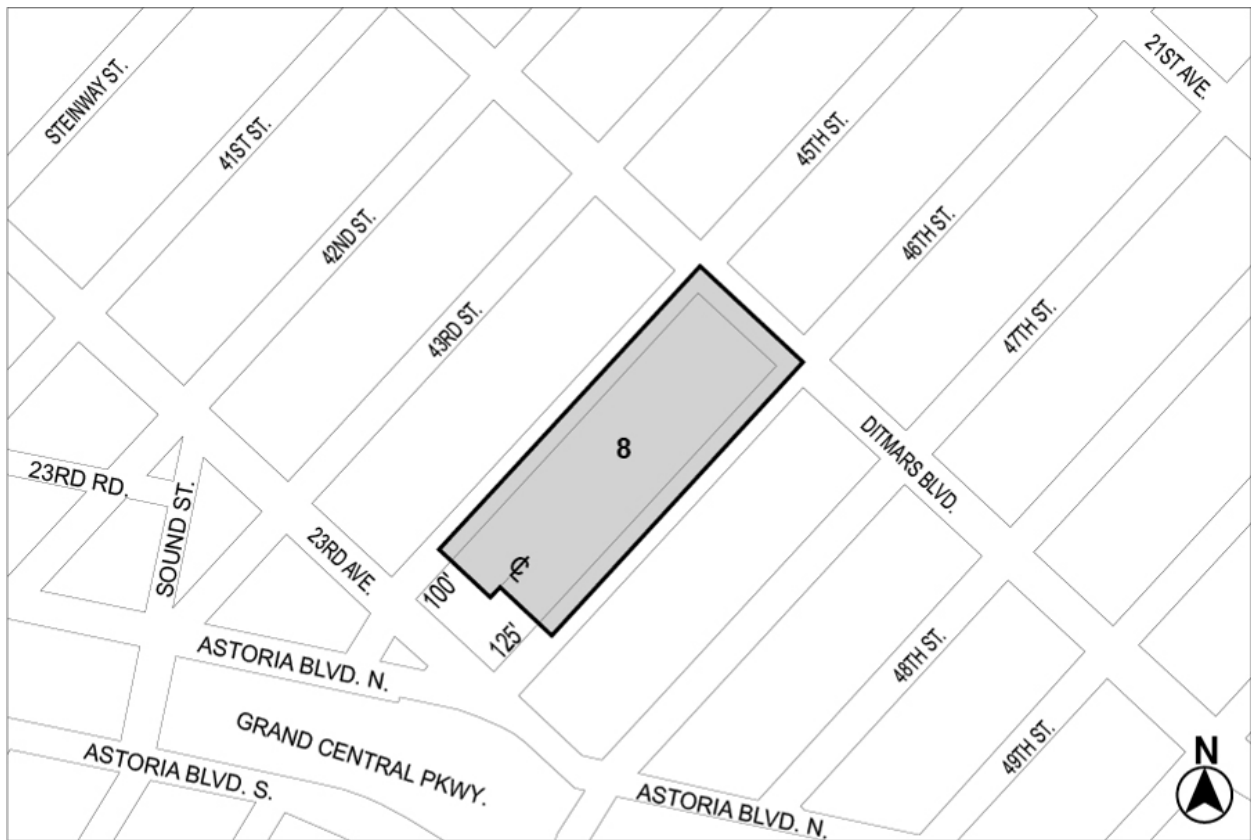 21ST AVE.
STEINWAY ST.
41ST ST.
45TH ST.
42ND ST.
46TH ST.
43RD ST.
47TH ST.
8
DITMARS BLVD.
23RD RD.
SOUND ST.
23RD AVE.
℄
100'
125'
ASTORIA BLVD. N.
48TH ST.
GRAND CENTRAL PKWY.
49TH ST.
ASTORIA BLVD. S.
ASTORIA BLVD. N.
N